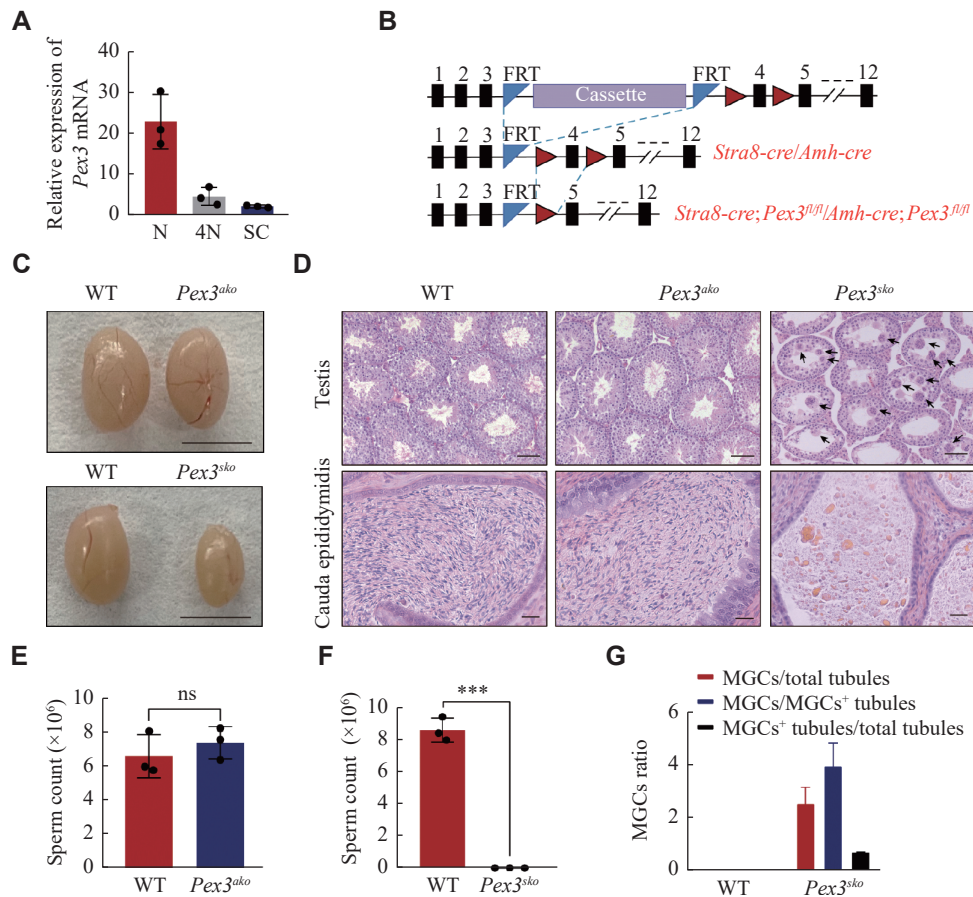 A
Relative expression of
Pex3 mRNA
40
30
20
10
0
N 4N SC
B
1 2 3 FRT Cassette FRT 4 5 12
1 2 3 FRT 4 5 12
Stra8-cre/Amh-cre
1 2 3 FRT 5 12
Stra8-cre;Pex3fl/fl/Amh-cre;Pex3fl/fl
C
WT Pex3ako
WT Pex3sko
D
WT Pex3ako Pex3sko
Testis
Cauda epididymidis
E
Sperm count (×10⁶)
10
8
6
4
2
0
ns
WT Pex3ako
F
Sperm count (×10⁶)
10
8
6
4
2
0
***
WT Pex3sko
G
MGCs/total tubules
MGCs/MGCs⁺ tubules
MGCs⁺ tubules/total tubules
MGCs ratio
6
4
2
0
WT Pex3sko